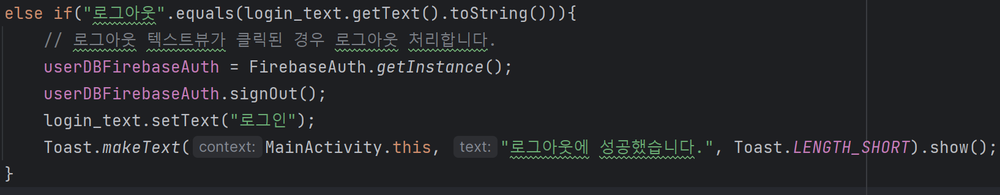 else if("로그아웃".equals(login_text.getText().toString())){
// 로그아웃 텍스트뷰가 클릭된 경우 로그아웃 처리합니다.
userDBFirebaseAuth = FirebaseAuth.getInstance();
userDBFirebaseAuth.signOut();
login_text.setText("로그인");
Toast.makeText( context: MainActivity.this, text: "로그아웃에 성공했습니다.", Toast.LENGTH_SHORT).show();
}